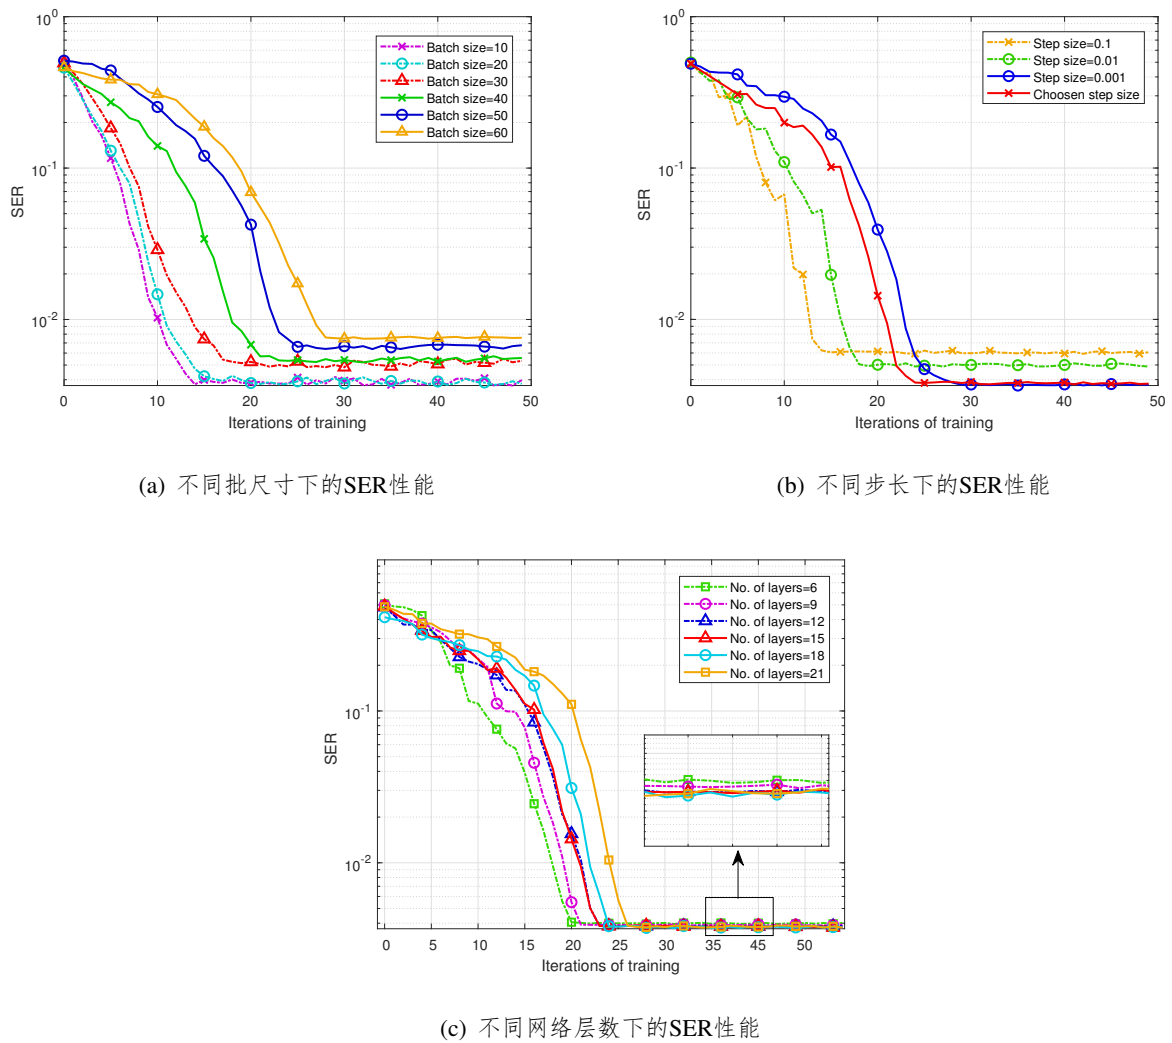 10^0
10^-1
10^-2
SER
0 10 20 30 40 50
Iterations of training
Batch size=10
Batch size=20
Batch size=30
Batch size=40
Batch size=50
Batch size=60
(a) 不同批尺寸下的SER性能
10^0
10^-1
10^-2
SER
0 10 20 30 40 50
Iterations of training
Step size=0.1
Step size=0.01
Step size=0.001
Choosen step size
(b) 不同步长下的SER性能
10^-1
10^-2
SER
0 5 10 15 20 25 35 45 50
Iterations of training
No. of layers=6
No. of layers=9
No. of layers=12
No. of layers=15
No. of layers=18
No. of layers=21
(c) 不同网络层数下的SER性能